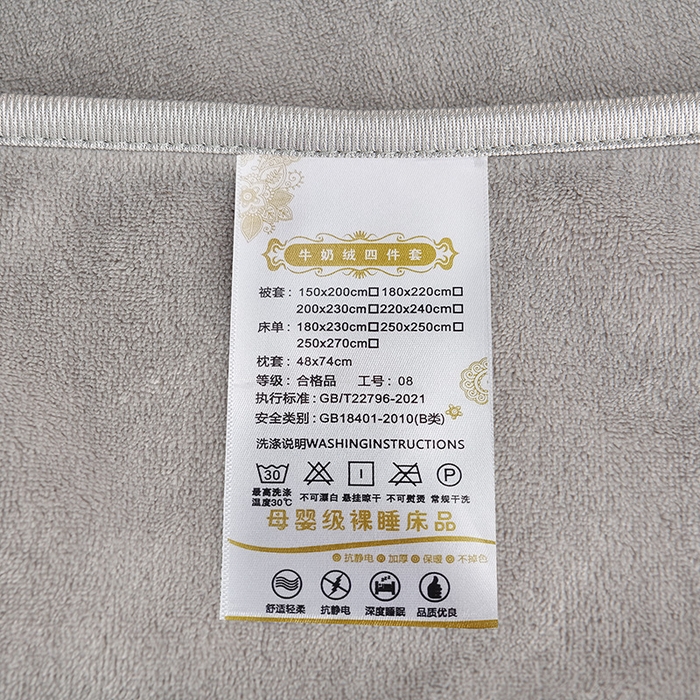 牛奶绒四件套
被套：150x200cm□180x220cm□
200x230cm□220x240cm□
床单：180x230cm□250x250cm□
250x270cm□
枕套：48x74cm
等级：合格品 工号：08
执行标准：GB/T22796-2021
安全类别：GB18401-2010(B类)
洗涤说明WASHINGINSTRUCTIONS
30 P
最高洗涤 不可漂白 悬挂晾干 不可熨烫 常规干洗
温度30℃
母婴级裸睡床品
抗静电 加厚 保暖 不掉色
舒适轻柔 抗静电 深度睡眠 品质优良